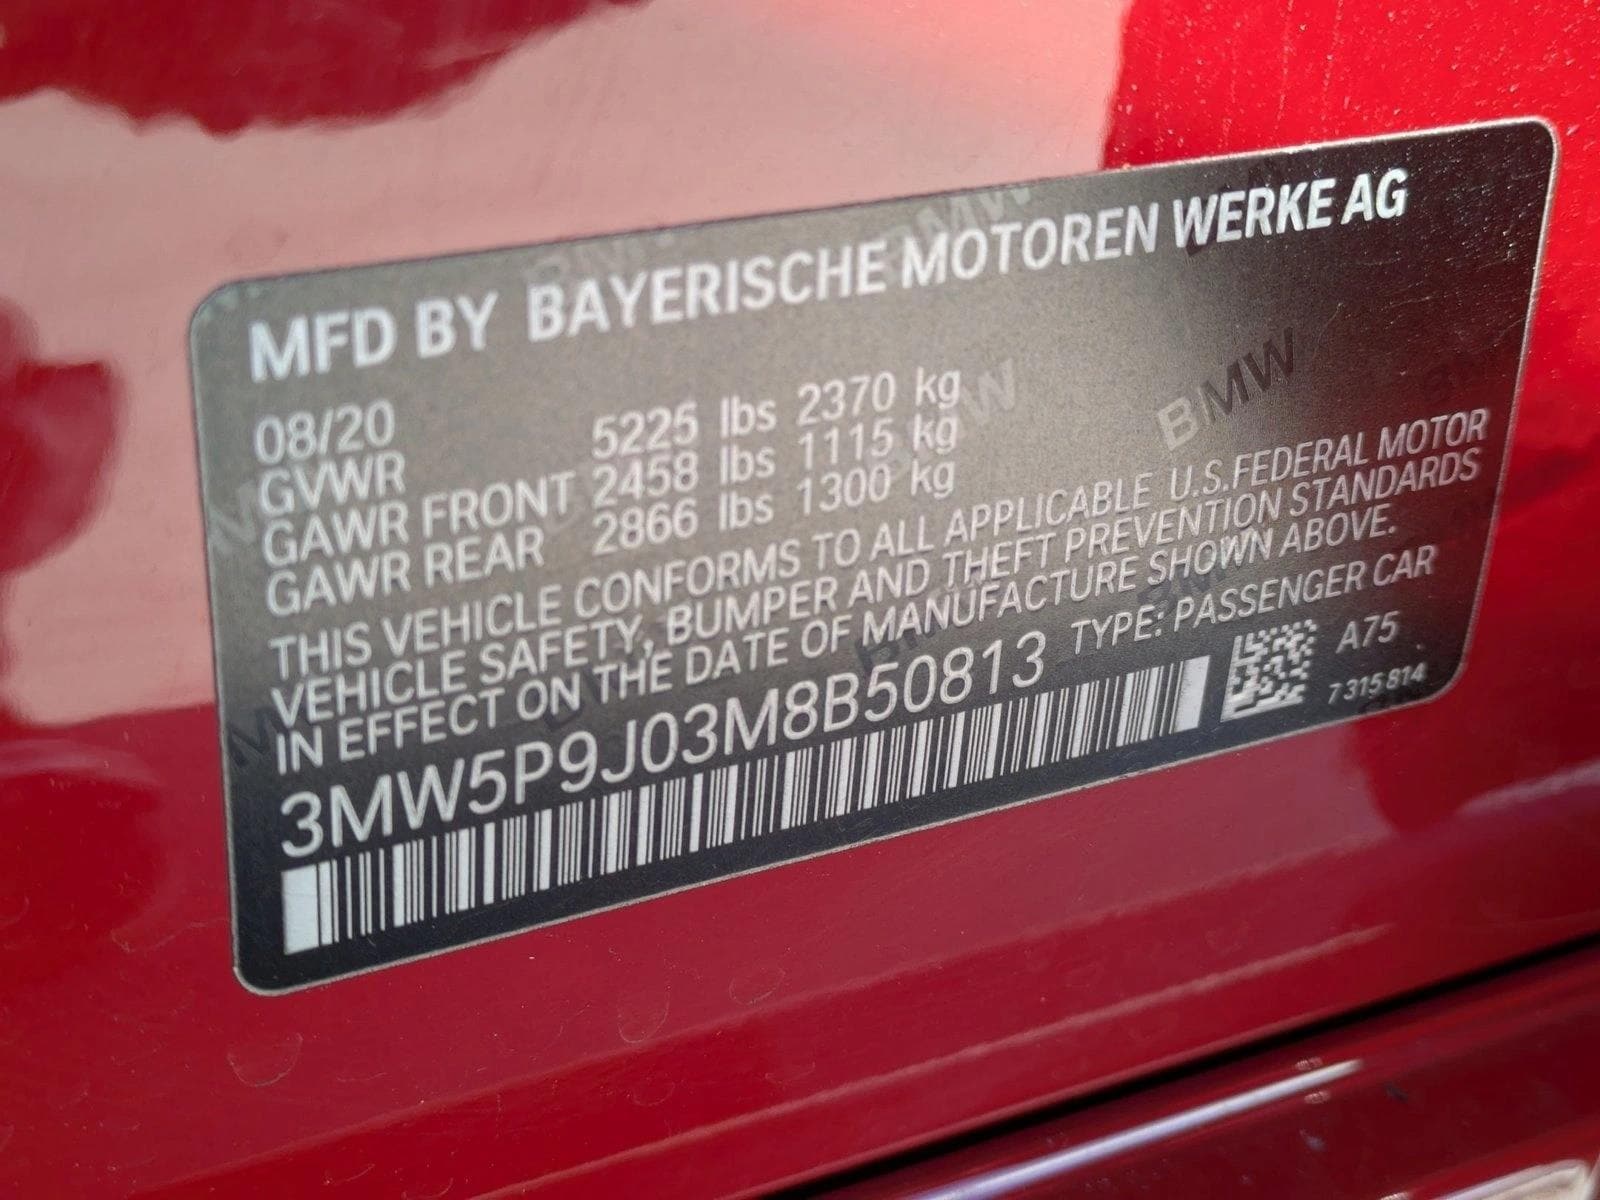 MFD BY BAYERISCHE MOTOREN WERKE AG
08/20
GVWR 5225 lbs 2370 kg
GAWR FRONT 2458 lbs 1115 kg
GAWR REAR 2866 lbs 1300 kg
THIS VEHICLE CONFORMS TO ALL APPLICABLE U.S.FEDERAL MOTOR
VEHICLE SAFETY, BUMPER AND THEFT PREVENTION STANDARDS
IN EFFECT ON THE DATE OF MANUFACTURE SHOWN ABOVE.
3MW5P9J03M8B50813 TYPE: PASSENGER CAR
A75
7 315 814
BMW